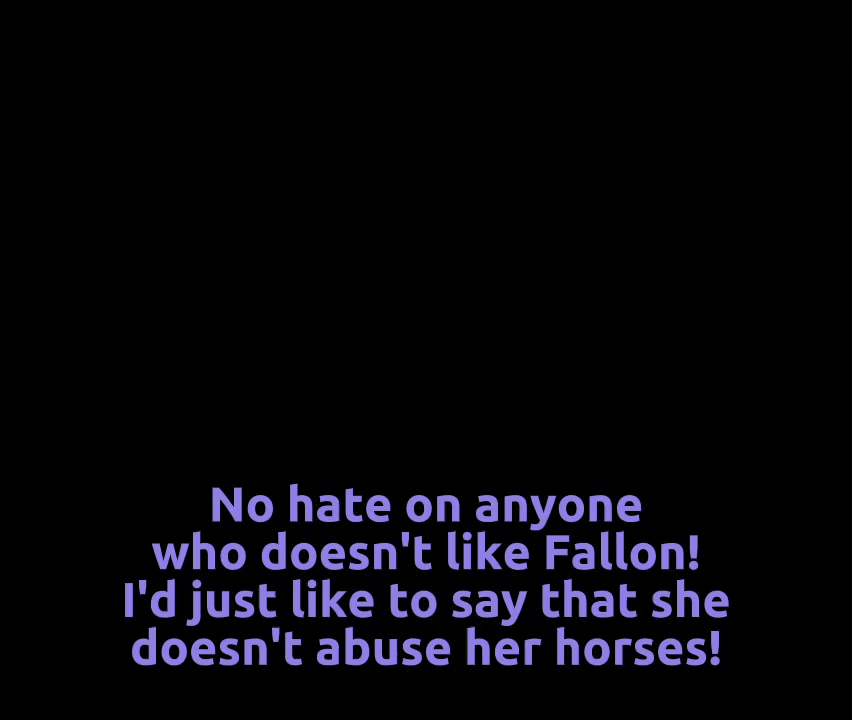 No hate on anyone
who doesn't like Fallon!
I'd just like to say that she
doesn't abuse her horses!